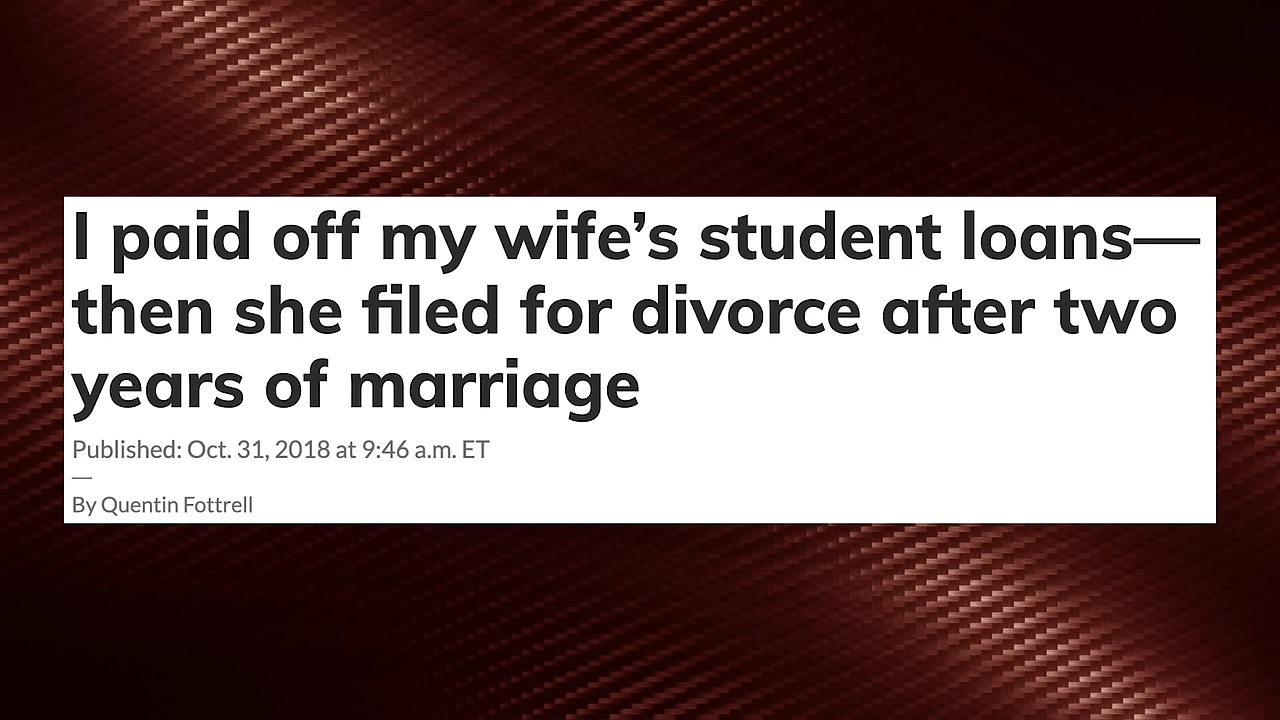 I paid off my wife’s student loans—
then she filed for divorce after two
years of marriage
Published: Oct. 31, 2018 at 9:46 a.m. ET
—
By Quentin Fottrell